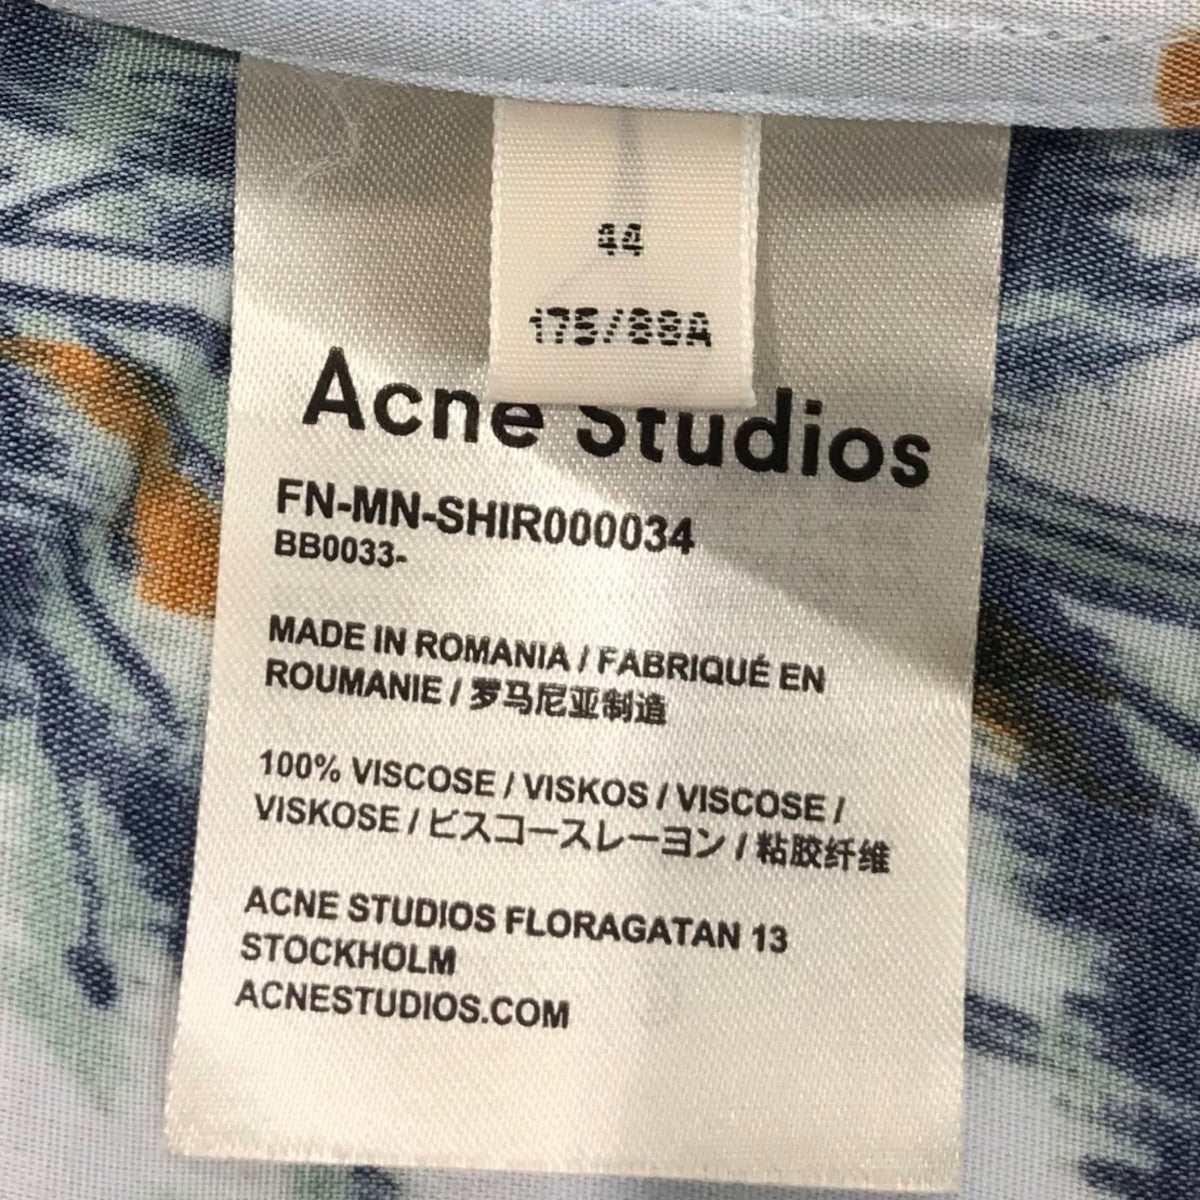 44
175/88A
Acne Studios
FN-MN-SHIR000034
BB0033-
MADE IN ROMANIA / FABRIQUÉ EN
ROUMANIE / 罗马尼亚制造
100% VISCOSE / VISKOS / VISCOSE /
VISKOSE / ビスコースレーヨン / 粘胶纤维
ACNE STUDIOS FLORAGATAN 13
STOCKHOLM
ACNESTUDIOS.COM